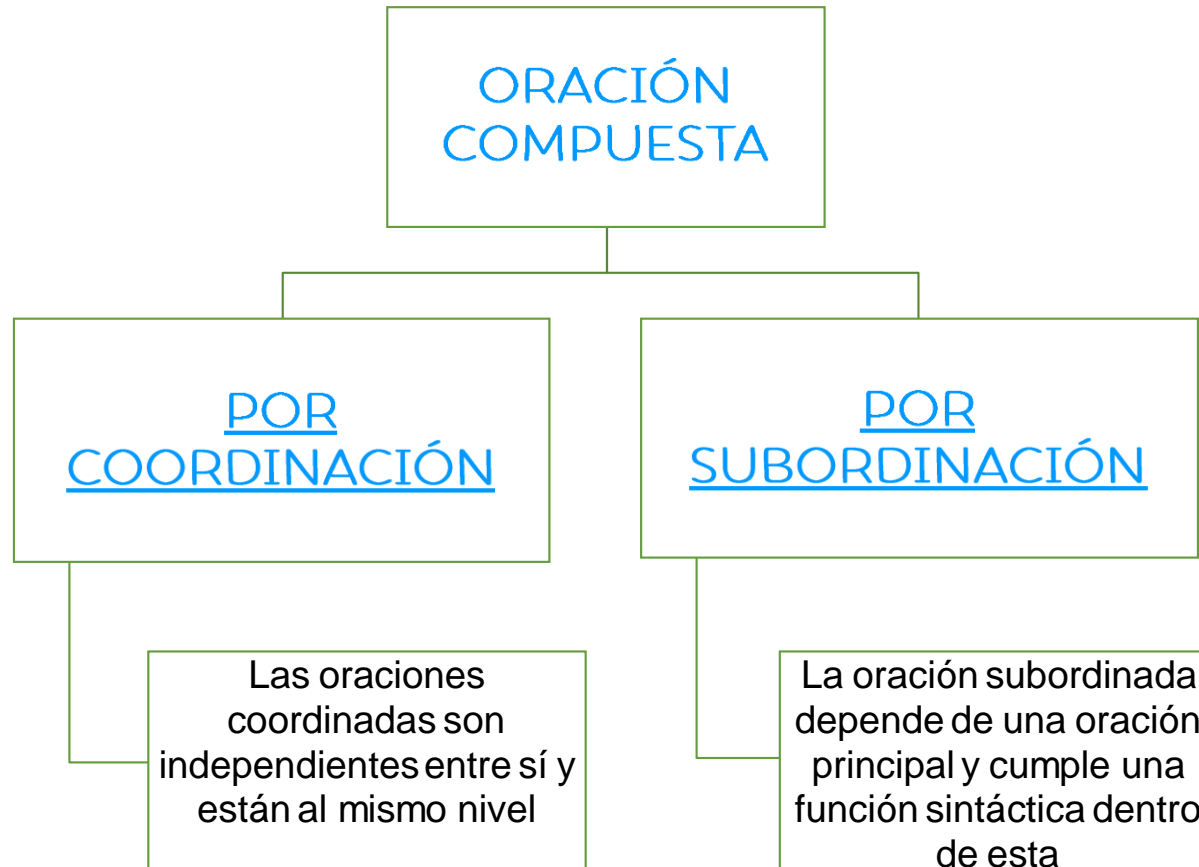 ORACIÓN
COMPUESTA
POR
COORDINACIÓN
POR
SUBORDINACIÓN
Las oraciones
coordinadas son
independientes entre sí y
están al mismo nivel
La oración subordinada
depende de una oración
principal y cumple una
función sintáctica dentro
de esta